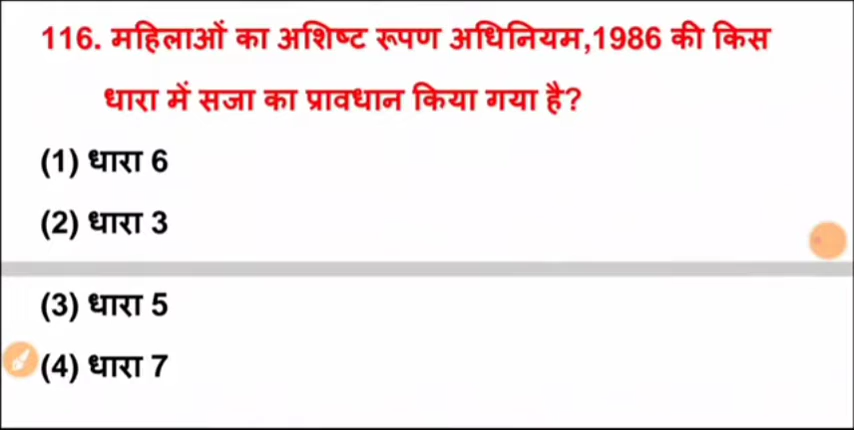 116. महिलाओं का अशिष्ट रूपण अधिनियम,1986 की किस
धारा में सजा का प्रावधान किया गया है?
(1) धारा 6
(2) धारा 3
(3) धारा 5
(4) धारा 7